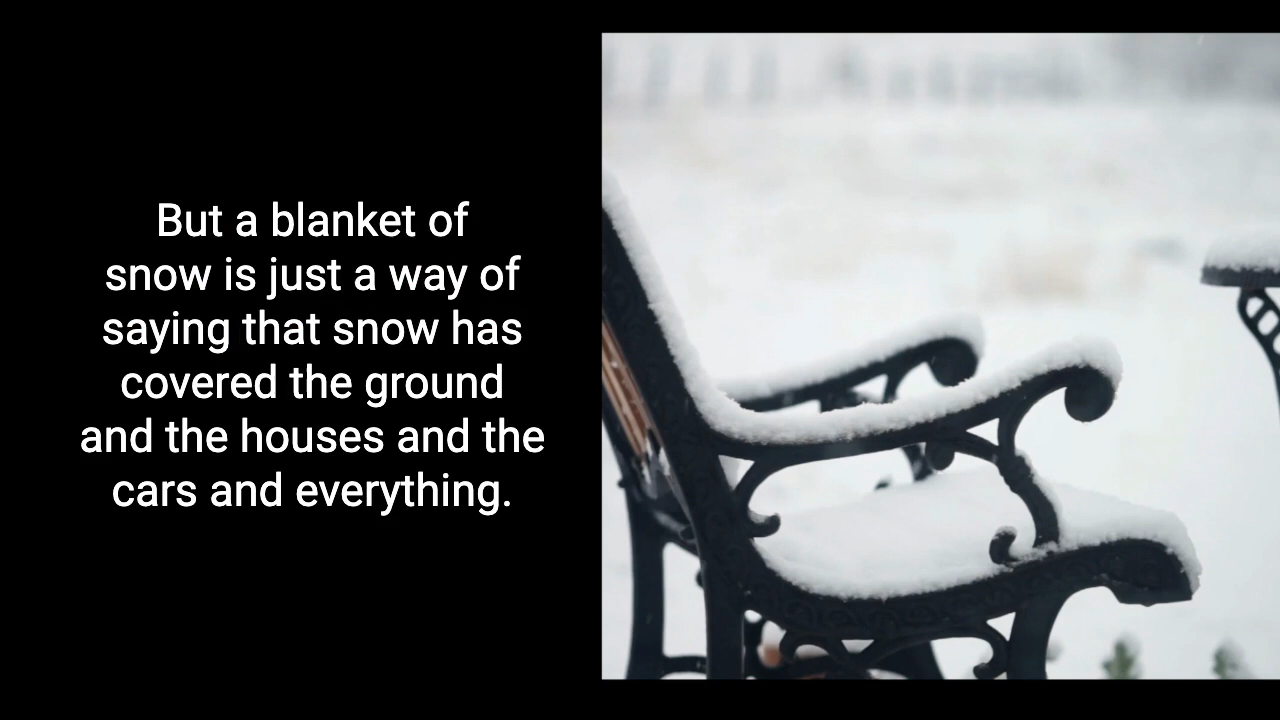 But a blanket of
snow is just a way of
saying that snow has
covered the ground
and the houses and the
cars and everything.